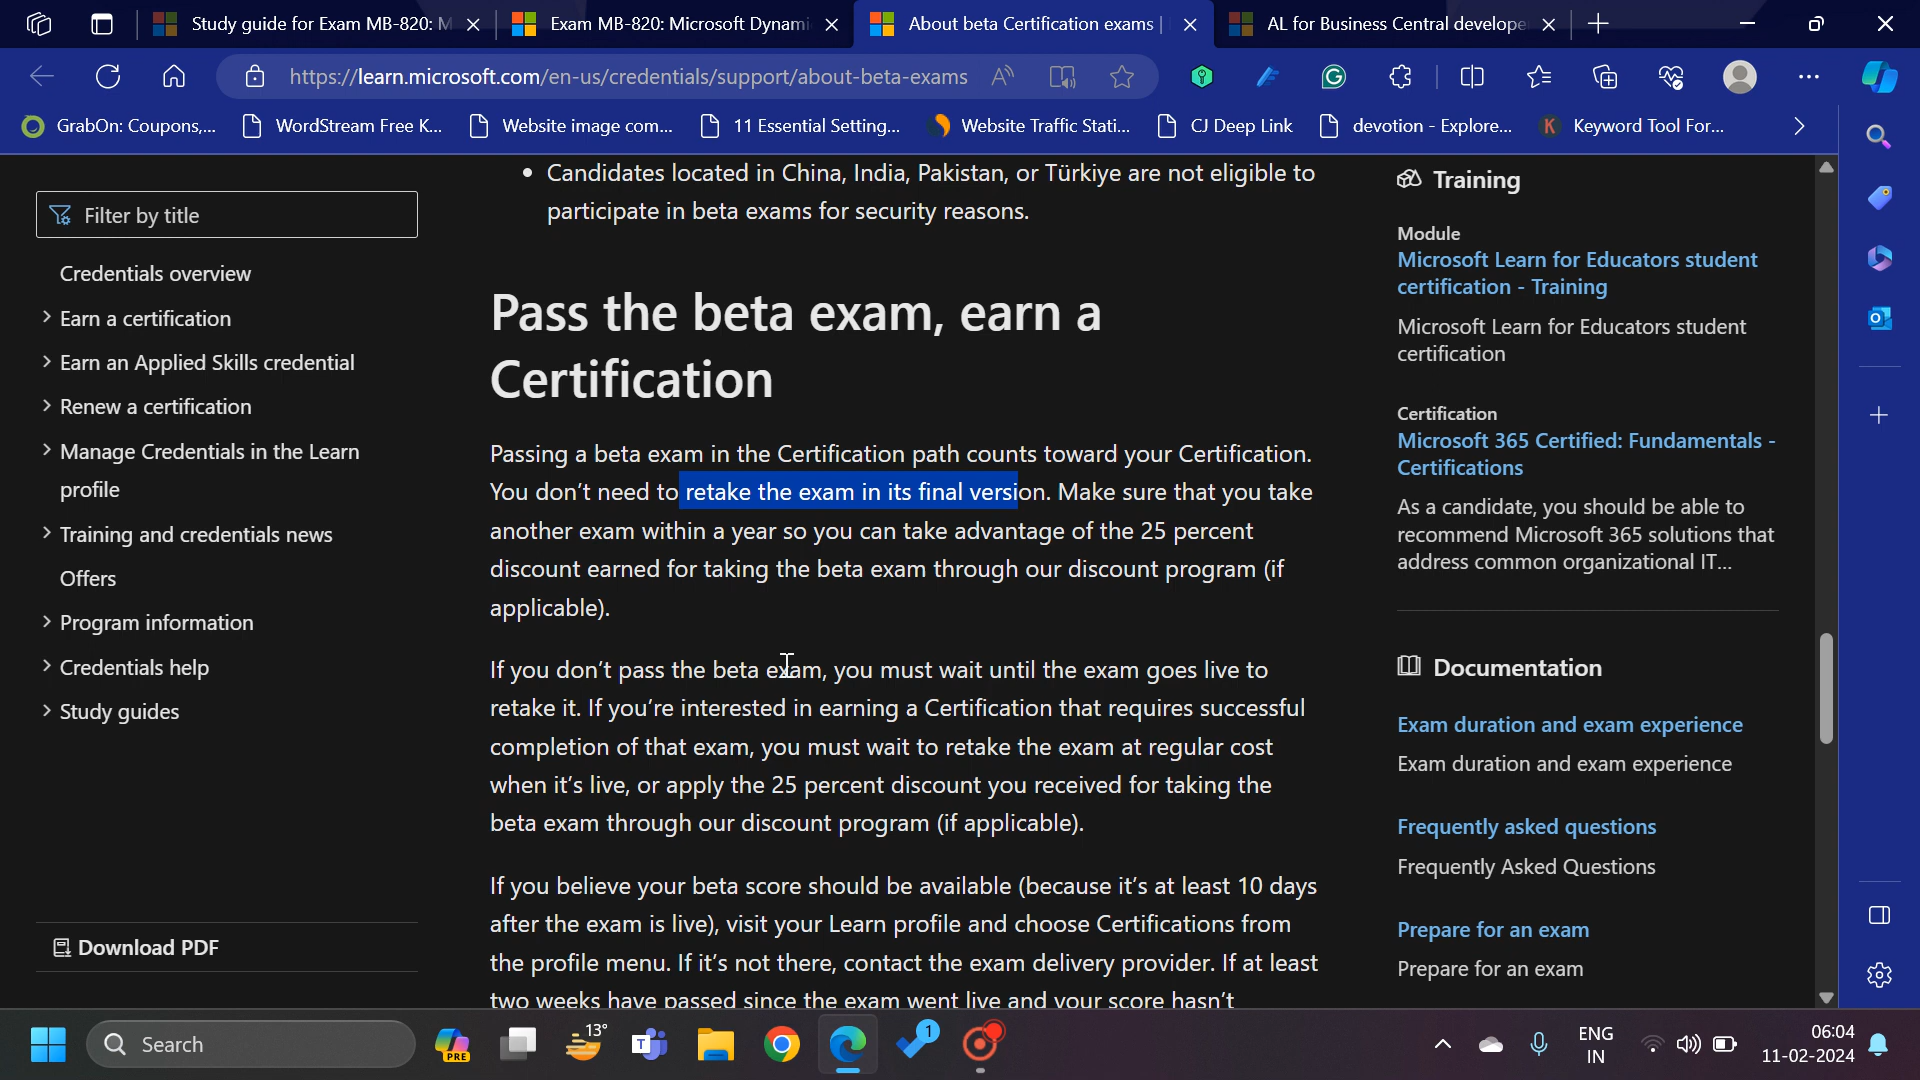 Study guide for Exam MB-820: M
Exam MB-820: Microsoft Dynami
About beta Certification exams |
AL for Business Central develope
https://learn.microsoft.com/en-us/credentials/support/about-beta-exams
GrabOn: Coupons,...
WordStream Free K...
Website image com...
11 Essential Setting...
Website Traffic Stati...
CJ Deep Link
devotion - Explore...
Keyword Tool For...
Filter by title
Credentials overview
Earn a certification
Earn an Applied Skills credential
Renew a certification
Manage Credentials in the Learn
profile
Training and credentials news
Offers
Program information
Credentials help
Study guides
Download PDF
• Candidates located in China, India, Pakistan, or Türkiye are not eligible to
participate in beta exams for security reasons.
Pass the beta exam, earn a
Certification
Passing a beta exam in the Certification path counts toward your Certification.
You don't need to retake the exam in its final version. Make sure that you take
another exam within a year so you can take advantage of the 25 percent
discount earned for taking the beta exam through our discount program (if
applicable).
If you don't pass the beta exam, you must wait until the exam goes live to
retake it. If you're interested in earning a Certification that requires successful
completion of that exam, you must wait to retake the exam at regular cost
when it's live, or apply the 25 percent discount you received for taking the
beta exam through our discount program (if applicable).
If you believe your beta score should be available (because it's at least 10 days
after the exam is live), visit your Learn profile and choose Certifications from
the profile menu. If it's not there, contact the exam delivery provider. If at least
two weeks have passed since the exam went live and your score hasn't
Training
Module
Microsoft Learn for Educators student
certification - Training
Microsoft Learn for Educators student
certification
Certification
Microsoft 365 Certified: Fundamentals -
Certifications
As a candidate, you should be able to
recommend Microsoft 365 solutions that
address common organizational IT...
Documentation
Exam duration and exam experience
Exam duration and exam experience
Frequently asked questions
Frequently Asked Questions
Prepare for an exam
Prepare for an exam
Search
PRE
13°
1
ENG
IN
06:04
11-02-2024